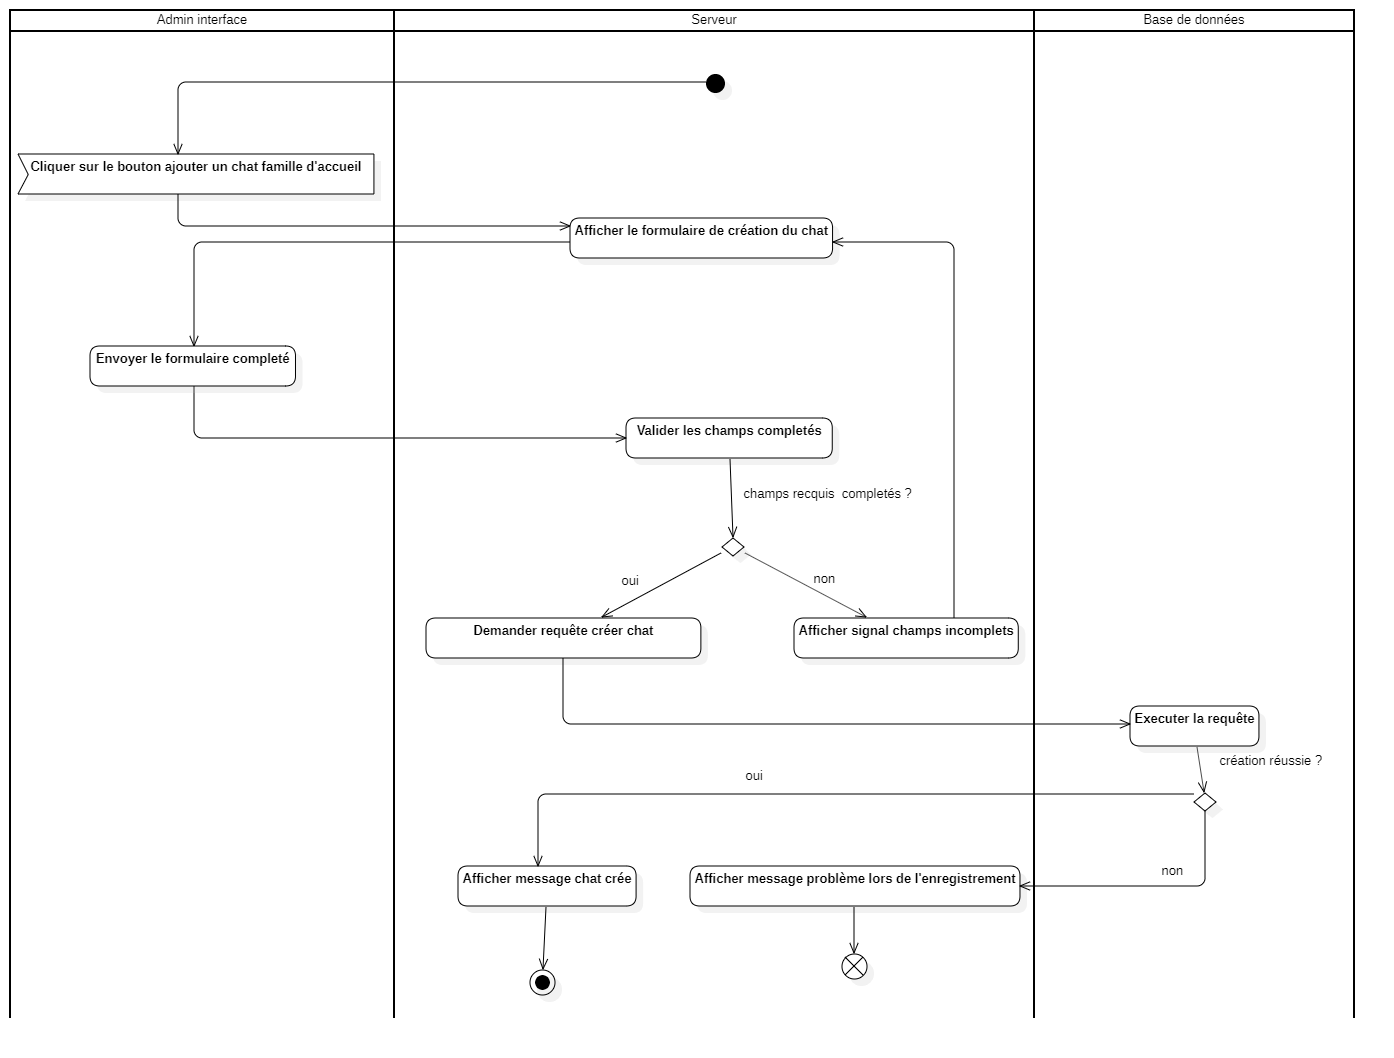 Admin interface
Serveur
Base de données
Cliquer sur le bouton ajouter un chat famille d'accueil
Afficher le formulaire de création du chat
Envoyer le formulaire completé
Valider les champs completés
champs recquis  completés ?
oui
non
Demander requête créer chat
Afficher signal champs incomplets
Executer la requête
création réussie ?
oui
non
Afficher message chat crée
Afficher message problème lors de l'enregistrement